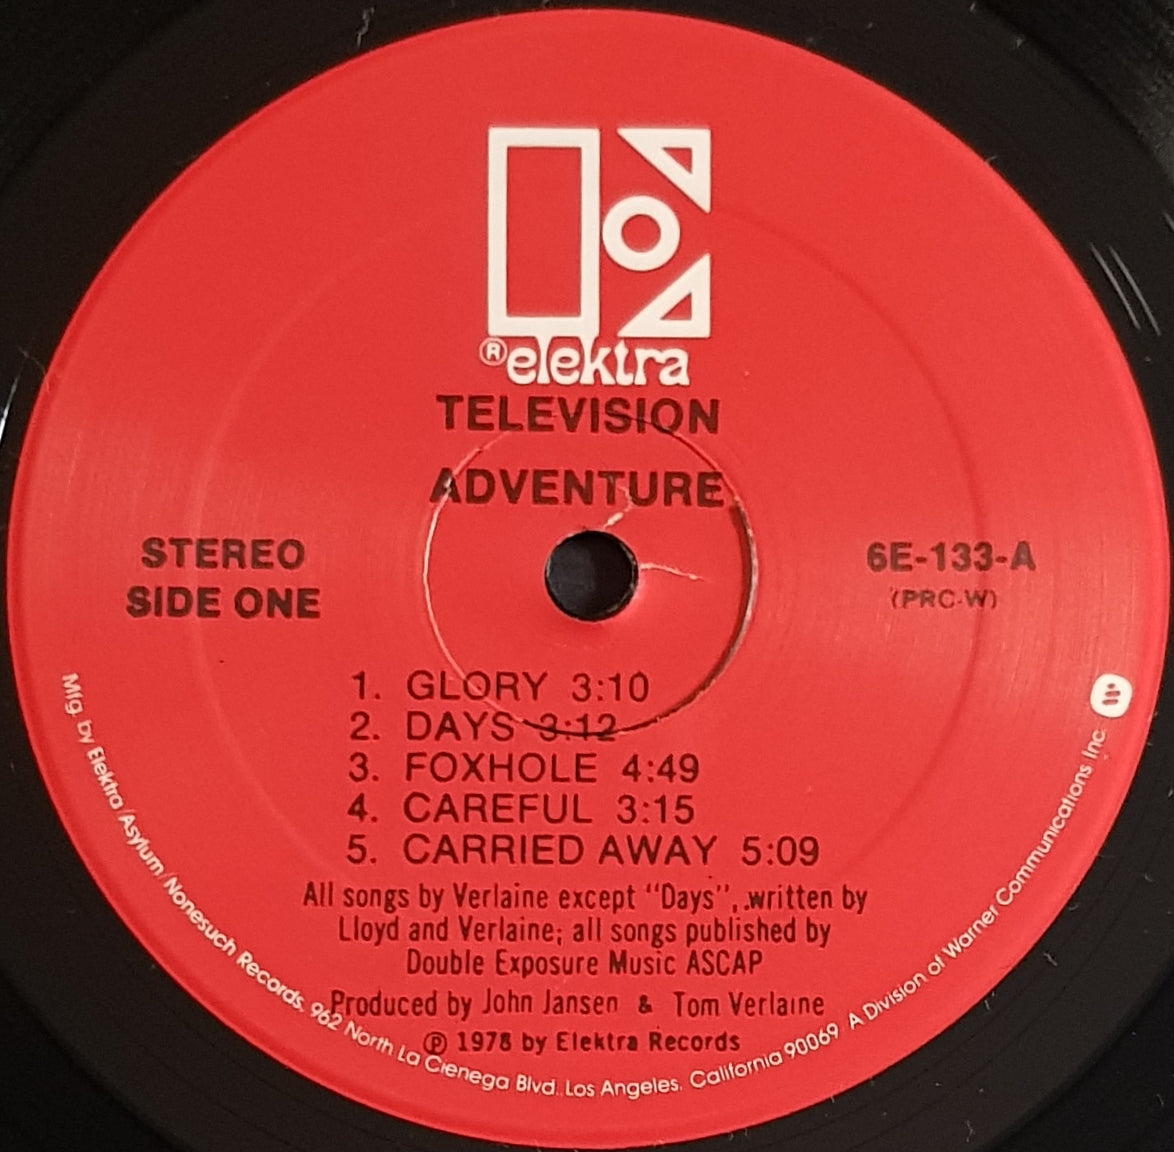 ® elektra
TELEVISION
ADVENTURE
STEREO
SIDE ONE
6E-133-A
(PRC-W)
1. GLORY 3:10
2. DAYS 3:12
3. FOXHOLE 4:49
4. CAREFUL 3:15
5. CARRIED AWAY 5:09
All songs by Verlaine except "Days", written by
Lloyd and Verlaine; all songs published by
Double Exposure Music ASCAP
Produced by John Jansen & Tom Verlaine
℗ 1978 by Elektra Records
Mfg. by Elektra/Asylum/Nonesuch Records, 962 North La Cienega Blvd., Los Angeles, California 90069 A Division of Warner Communications Inc.